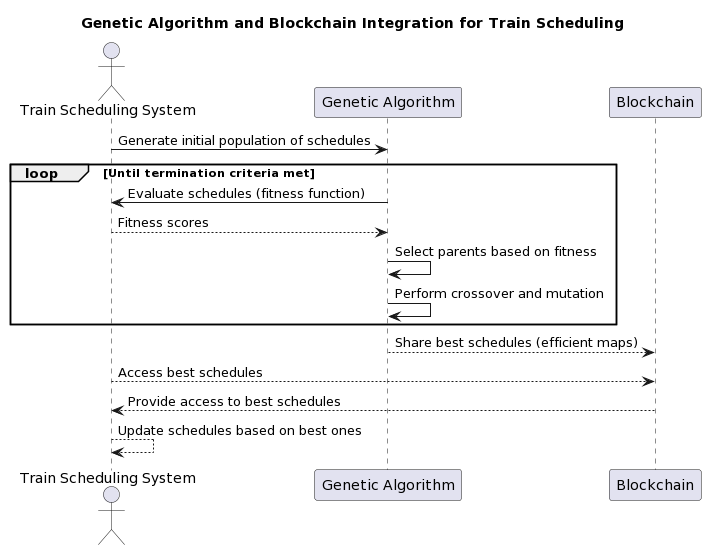 Genetic Algorithm and Blockchain Integration for Train Scheduling
Train Scheduling System
Genetic Algorithm
Blockchain
Generate initial population of schedules
loop
[Until termination criteria met]
Evaluate schedules (fitness function)
Fitness scores
Select parents based on fitness
Perform crossover and mutation
Share best schedules (efficient maps)
Access best schedules
Provide access to best schedules
Update schedules based on best ones
Train Scheduling System
Genetic Algorithm
Blockchain